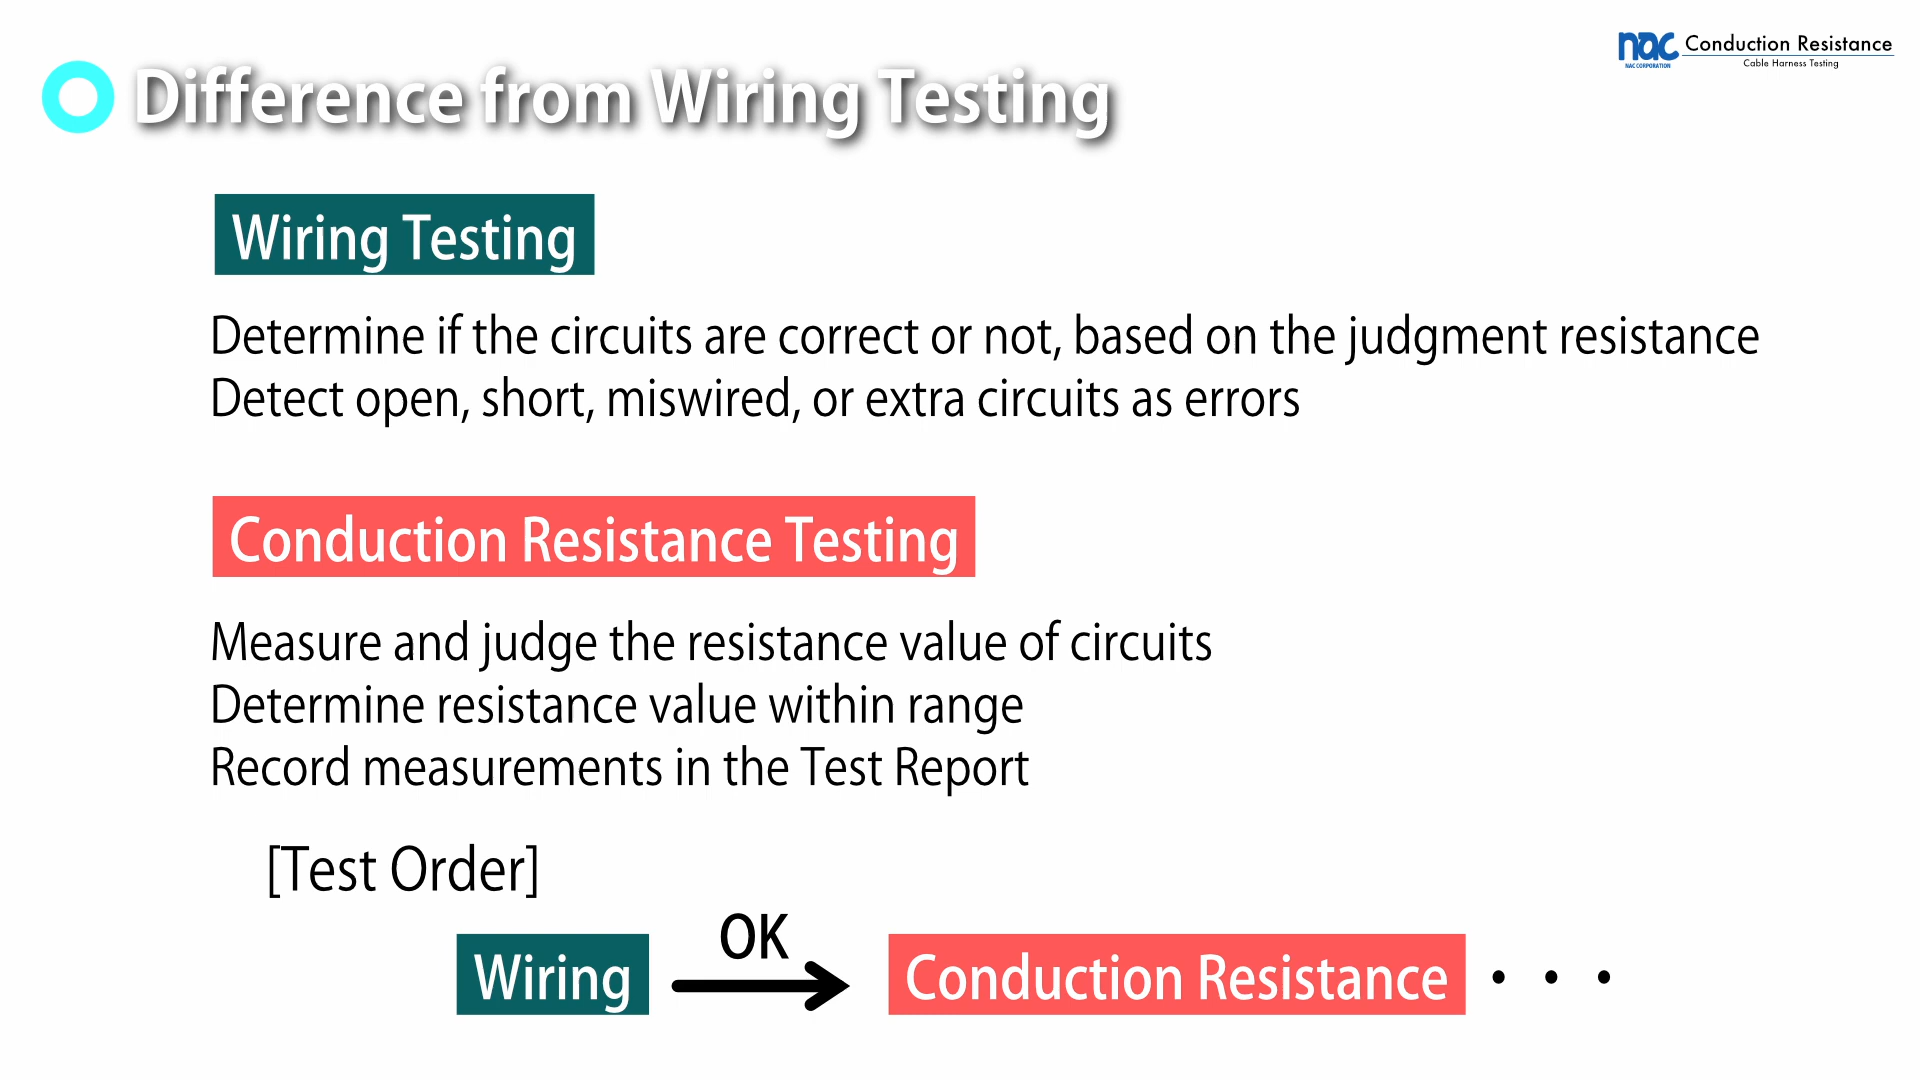 nac Conduction Resistance
NAC CORPORATION Cable Harness Testing
Difference from Wiring Testing
Wiring Testing
Determine if the circuits are correct or not, based on the judgment resistance
Detect open, short, miswired, or extra circuits as errors
Conduction Resistance Testing
Measure and judge the resistance value of circuits
Determine resistance value within range
Record measurements in the Test Report
[Test Order]
OK
Wiring Conduction Resistance • • •